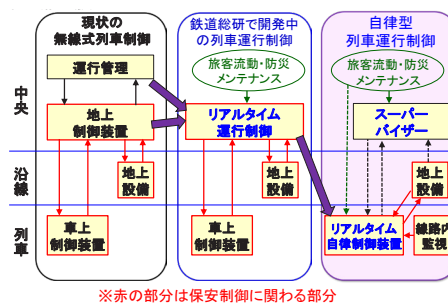 現状の
無線式列車制御
鉄道総研で開発中
の列車運行制御
自律型
列車運行制御
中央
沿線
列車
運行管理
地上
制御装置
地上
設備
車上
制御装置
旅客流動・防災
メンテナンス
リアルタイム
運行制御
地上
設備
車上
制御装置
旅客流動・防災
メンテナンス
スーパー
バイザー
地上
設備
リアルタイム
自律制御装置
線路内
監視
※赤の部分は保安制御に関わる部分